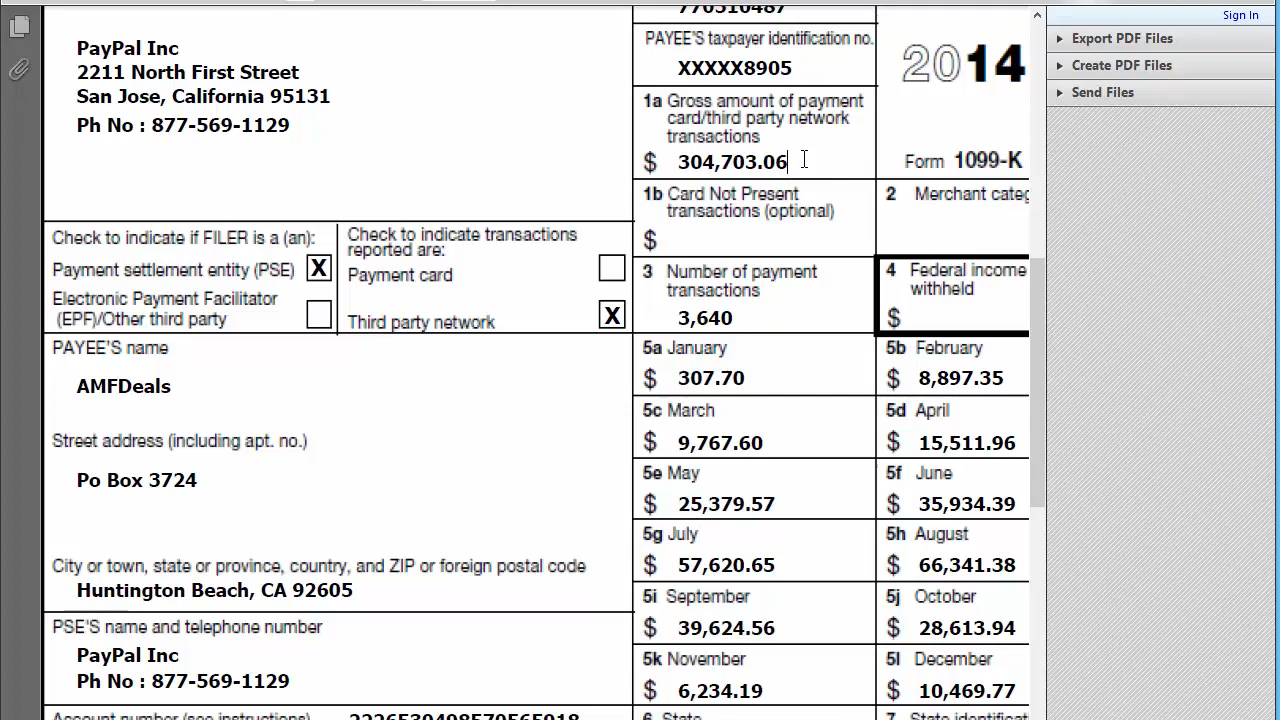 Sign In
Export PDF Files
Create PDF Files
Send Files
770510487
PayPal Inc
2211 North First Street
San Jose, California 95131
Ph No : 877-569-1129
PAYEE'S taxpayer identification no.
XXXXX8905
2014
1a Gross amount of payment
card/third party network
transactions
$ 304,703.06
Form 1099-K
1b Card Not Present
transactions (optional)
$
2 Merchant categ
Check to indicate if FILER is a (an):
Payment settlement entity (PSE) X
Electronic Payment Facilitator
(EPF)/Other third party
Check to indicate transactions
reported are:
Payment card
Third party network X
3 Number of payment
transactions
3,640
4 Federal income
withheld
$
PAYEE'S name
AMFDeals
Street address (including apt. no.)
Po Box 3724
City or town, state or province, country, and ZIP or foreign postal code
Huntington Beach, CA 92605
5a January
$ 307.70
5b February
$ 8,897.35
5c March
$ 9,767.60
5d April
$ 15,511.96
5e May
$ 25,379.57
5f June
$ 35,934.39
5g July
$ 57,620.65
5h August
$ 66,341.38
5i September
$ 39,624.56
5j October
$ 28,613.94
5k November
$ 6,234.19
5l December
$ 10,469.77
PSE'S name and telephone number
PayPal Inc
Ph No : 877-569-1129
Account number (see instructions)
6 State
7 State identificat